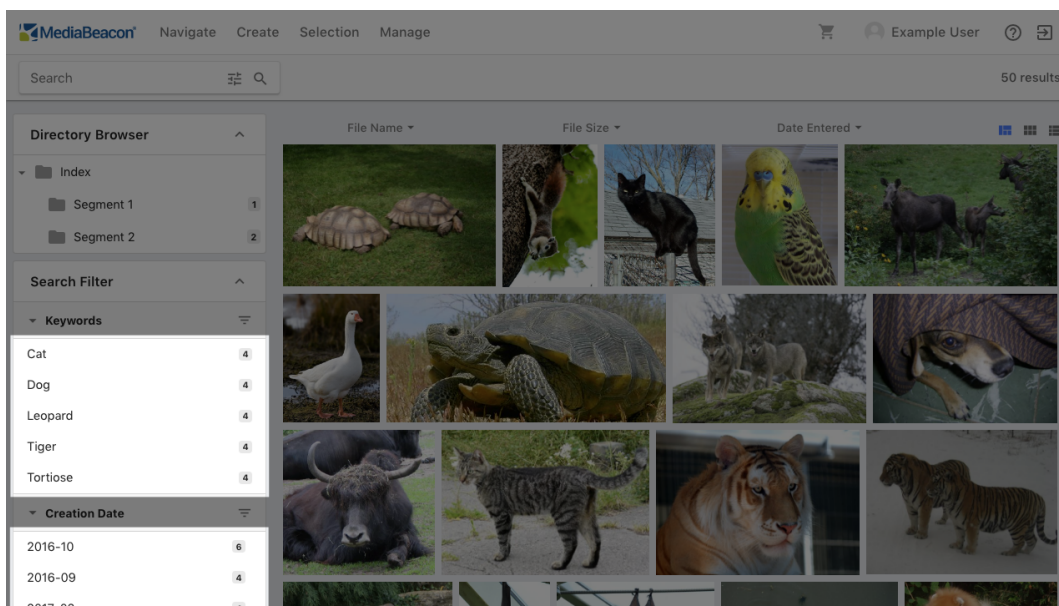 MediaBeacon® Navigate Create Selection Manage Example User
Search 50 results
Directory Browser File Name File Size Date Entered
Index
Segment 1 1
Segment 2 2
Search Filter
Keywords
Cat 4
Dog 4
Leopard 4
Tiger 4
Tortiose 4
Creation Date
2016-10 6
2016-09 4